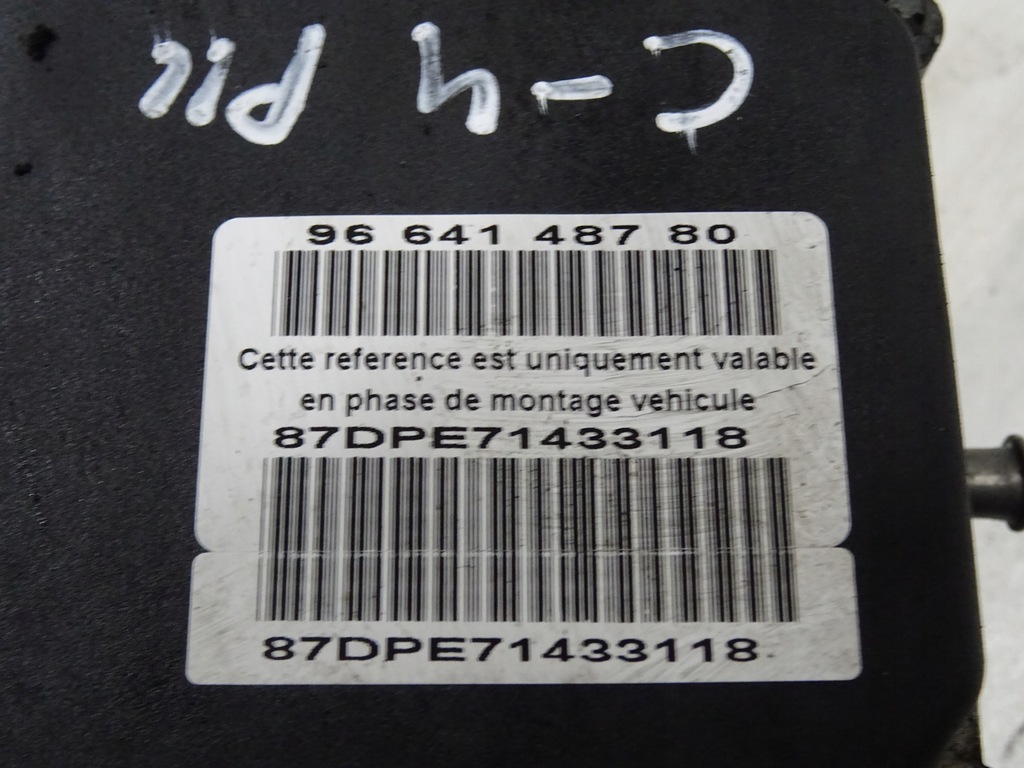 C-4 Pic
96 641 487 80
Cette reference est uniquement valable
en phase de montage vehicule
87DPE71433118
87DPE71433118